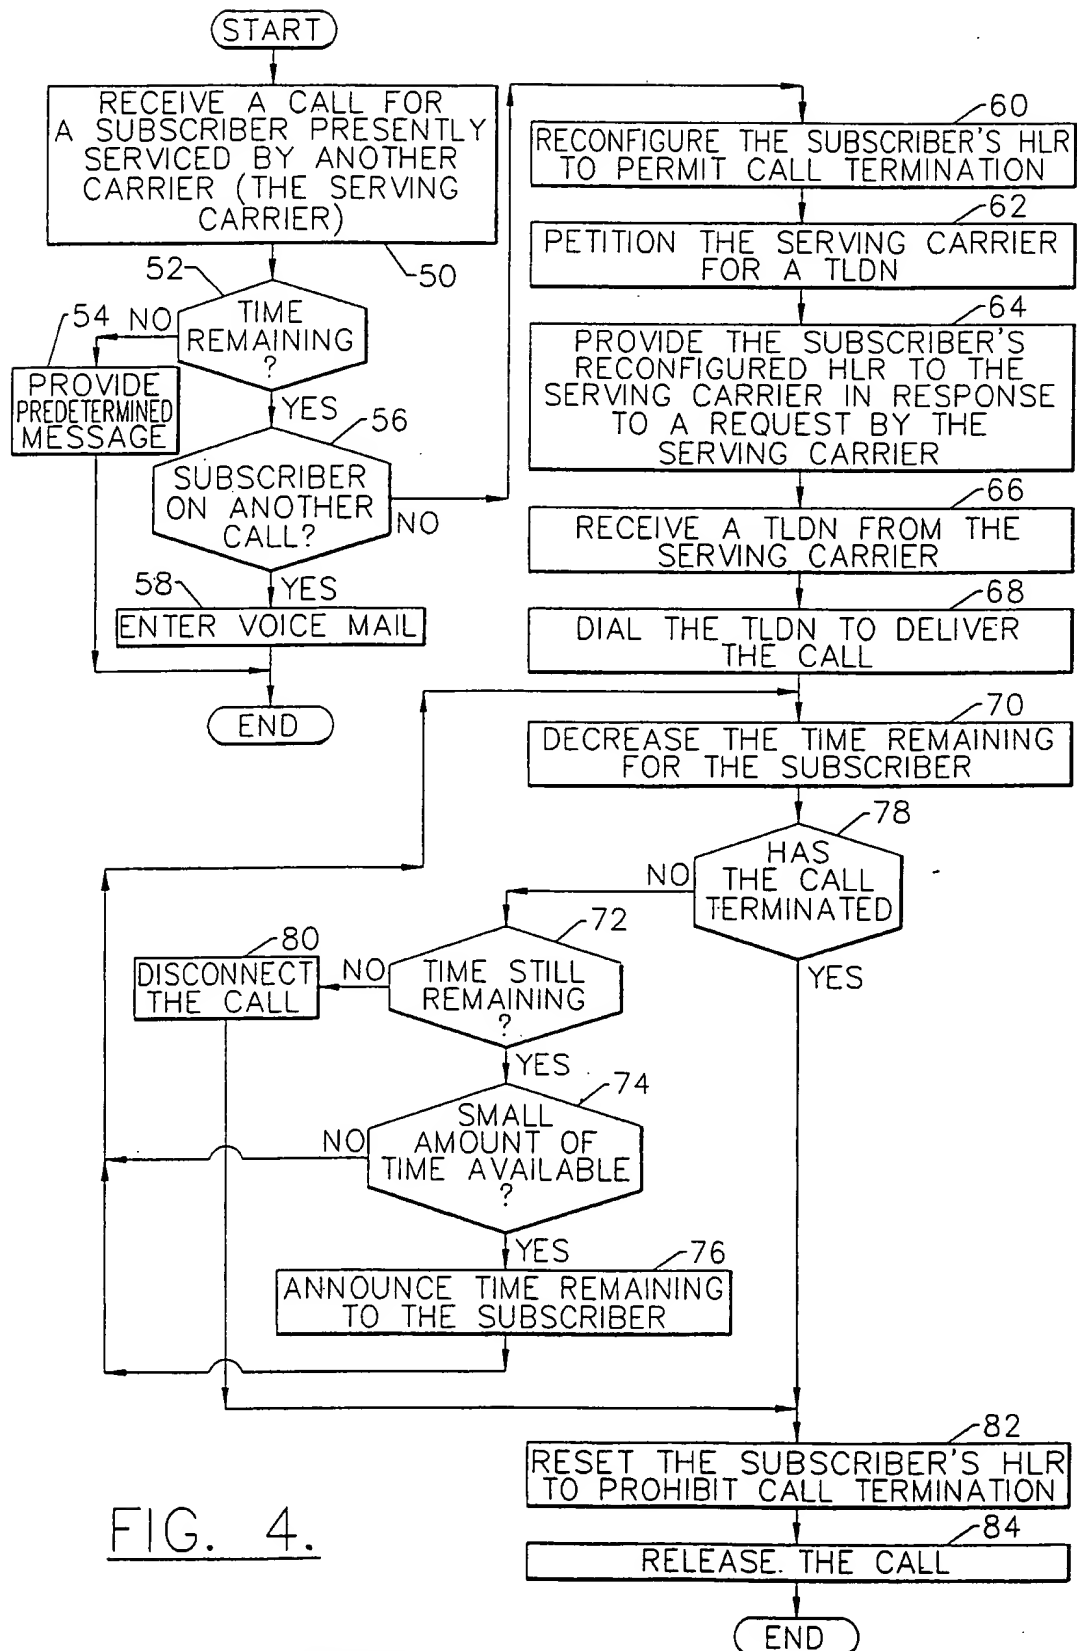 START
RECEIVE A CALL FOR
A SUBSCRIBER PRESENTLY
SERVICED BY ANOTHER
CARRIER (THE SERVING
CARRIER)
50
52
TIME
REMAINING
?
NO
54
PROVIDE
PREDETERMINED
MESSAGE
YES
56
SUBSCRIBER
ON ANOTHER
CALL?
NO
YES
58
ENTER VOICE MAIL
END
60
RECONFIGURE THE SUBSCRIBER'S HLR
TO PERMIT CALL TERMINATION
62
PETITION THE SERVING CARRIER
FOR A TLDN
64
PROVIDE THE SUBSCRIBER'S
RECONFIGURED HLR TO THE
SERVING CARRIER IN RESPONSE
TO A REQUEST BY THE
SERVING CARRIER
66
RECEIVE A TLDN FROM THE
SERVING CARRIER
68
DIAL THE TLDN TO DELIVER
THE CALL
70
DECREASE THE TIME REMAINING
FOR THE SUBSCRIBER
78
HAS
THE CALL
TERMINATED
NO
YES
72
TIME STILL
REMAINING
?
NO
80
DISCONNECT
THE CALL
YES
74
SMALL
AMOUNT OF
TIME AVAILABLE
?
NO
YES
76
ANNOUNCE TIME REMAINING
TO THE SUBSCRIBER
82
RESET THE SUBSCRIBER'S HLR
TO PROHIBIT CALL TERMINATION
84
RELEASE. THE CALL
END
FIG. 4.